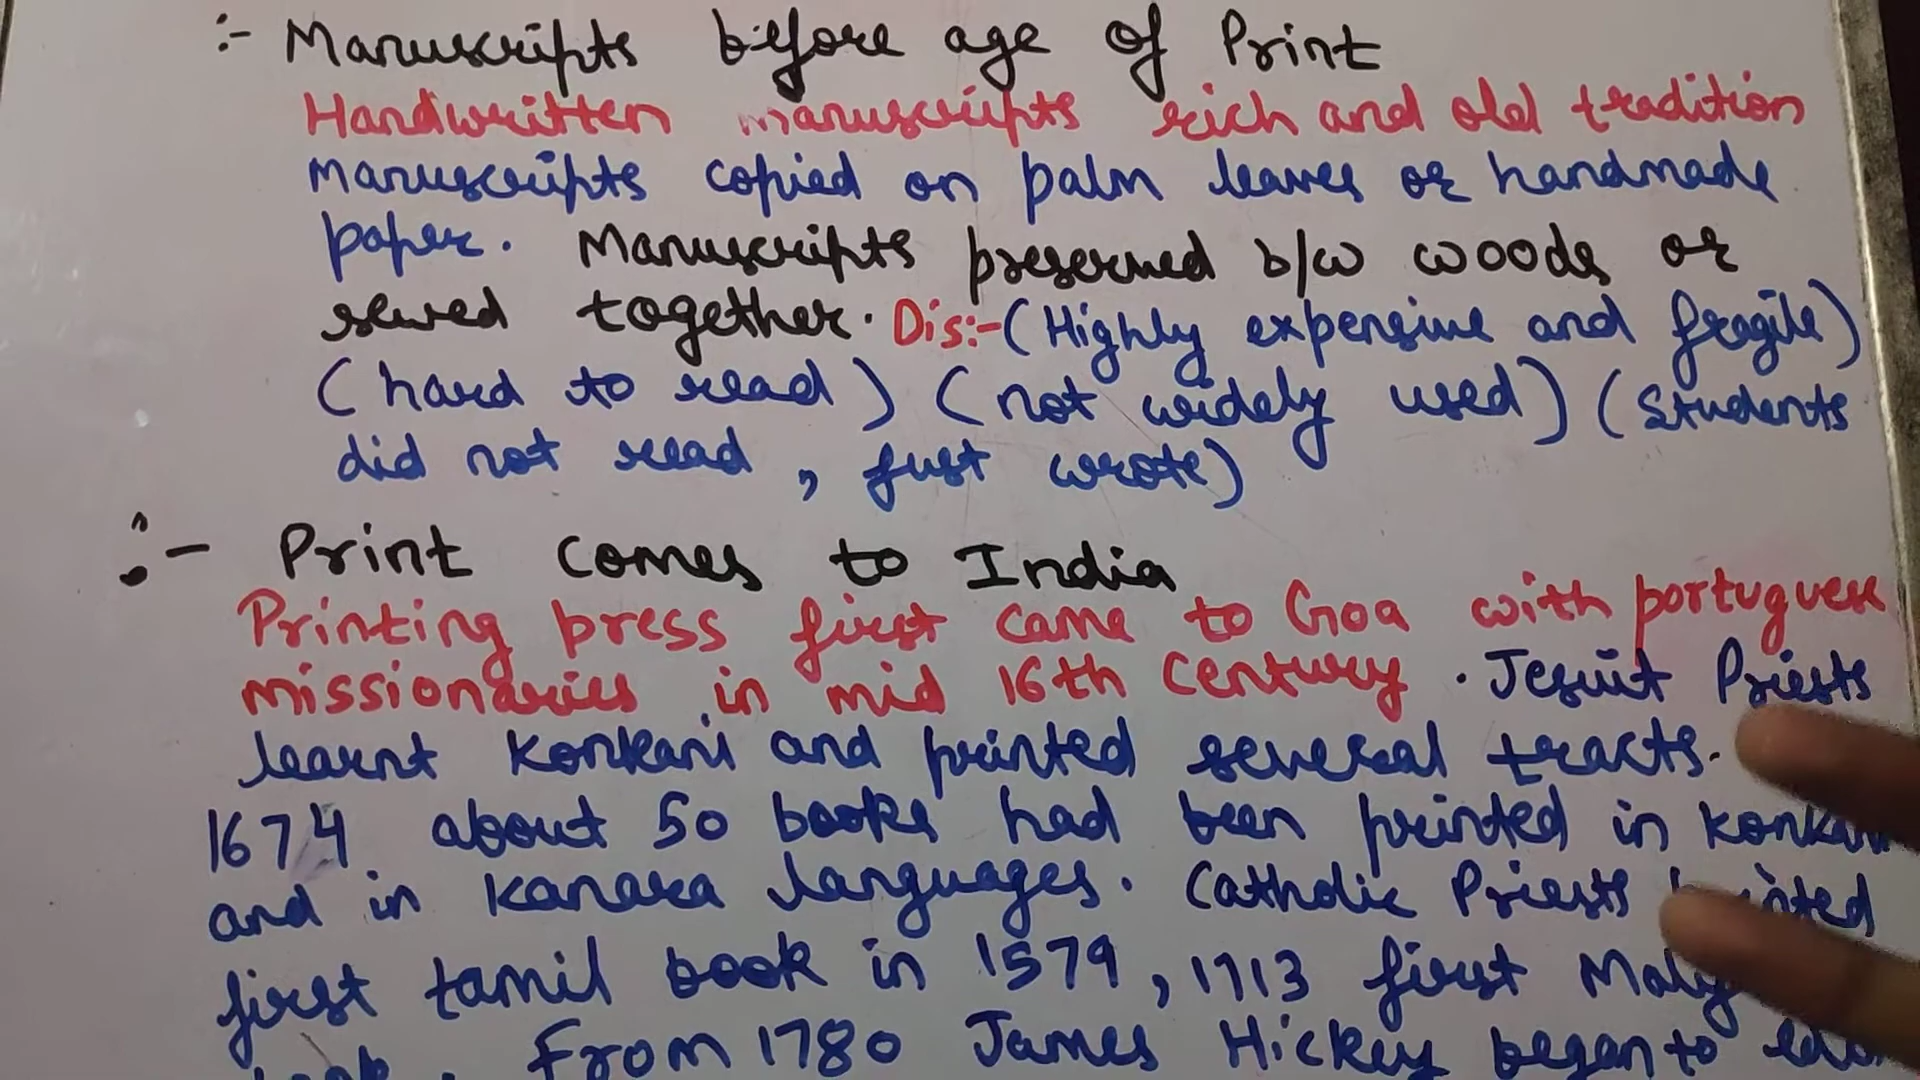 :- Manuscripts before age of Print
Handwritten manuscripts rich and old tradition
Manuscripts copied on palm leaves or handmade
paper. Manuscripts preserved b/w woods or
sewed together. Dis:- (Highly expensive and fragile)
(hard to read) (not widely used) (Students
did not read, just wrote)
:- Print comes to India
Printing press first came to Goa with portuguese
missionaries in mid 16th Century. Jesuit Priests
learnt Konkani and printed several tracts.
1674 about 50 books had been printed in
and in Kanara languages. Catholic Priests
first tamil book in 1579, 1713 first
From 1780 James Hickey began to